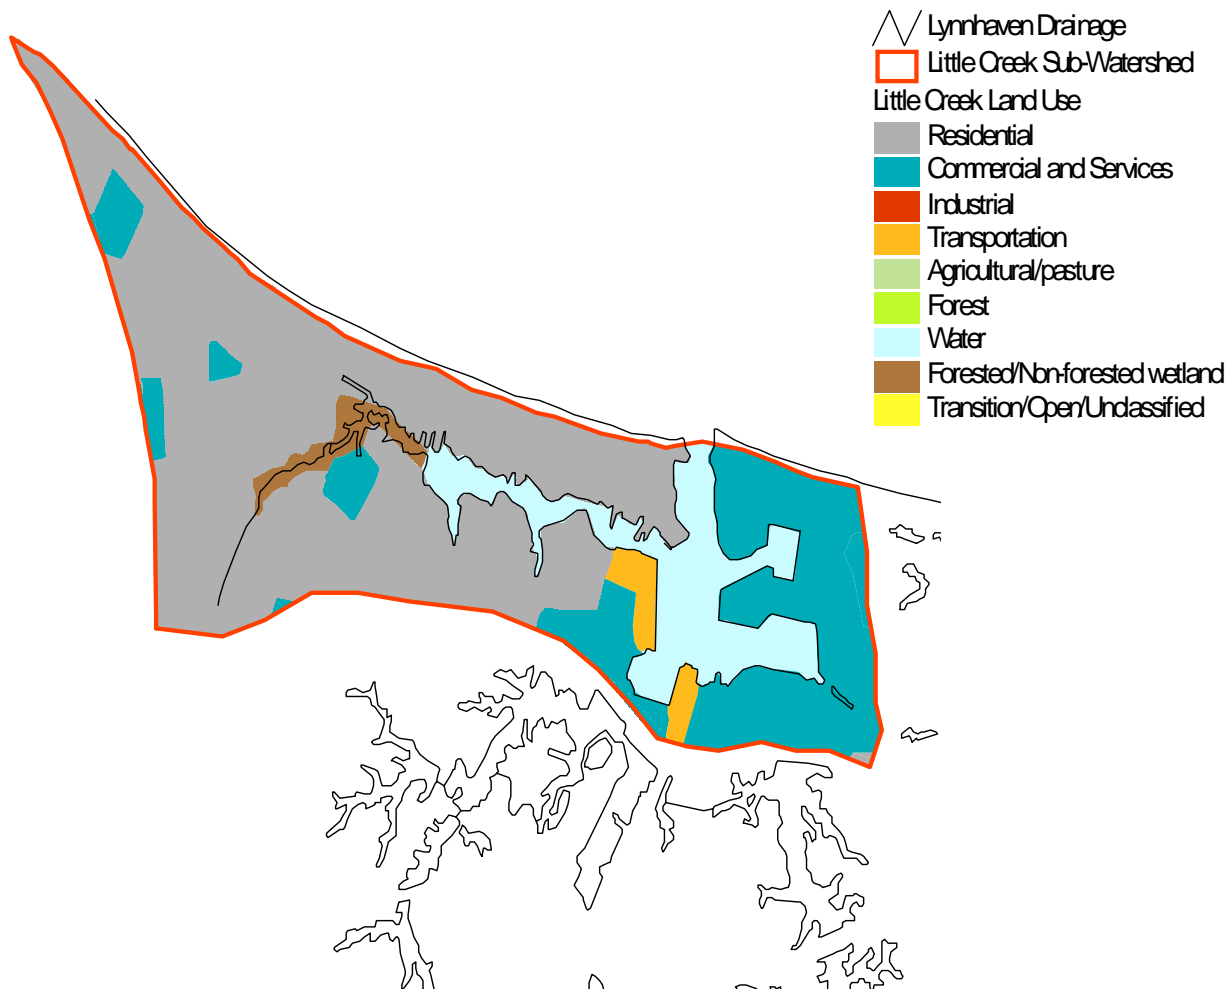 Lynnhaven Drainage
Little Creek Sub-Watershed
Little Creek Land Use
Residential
Commercial and Services
Industrial
Transportation
Agricultural/pasture
Forest
Water
Forested/Non-forested wetland
Transition/Open/Unclassified